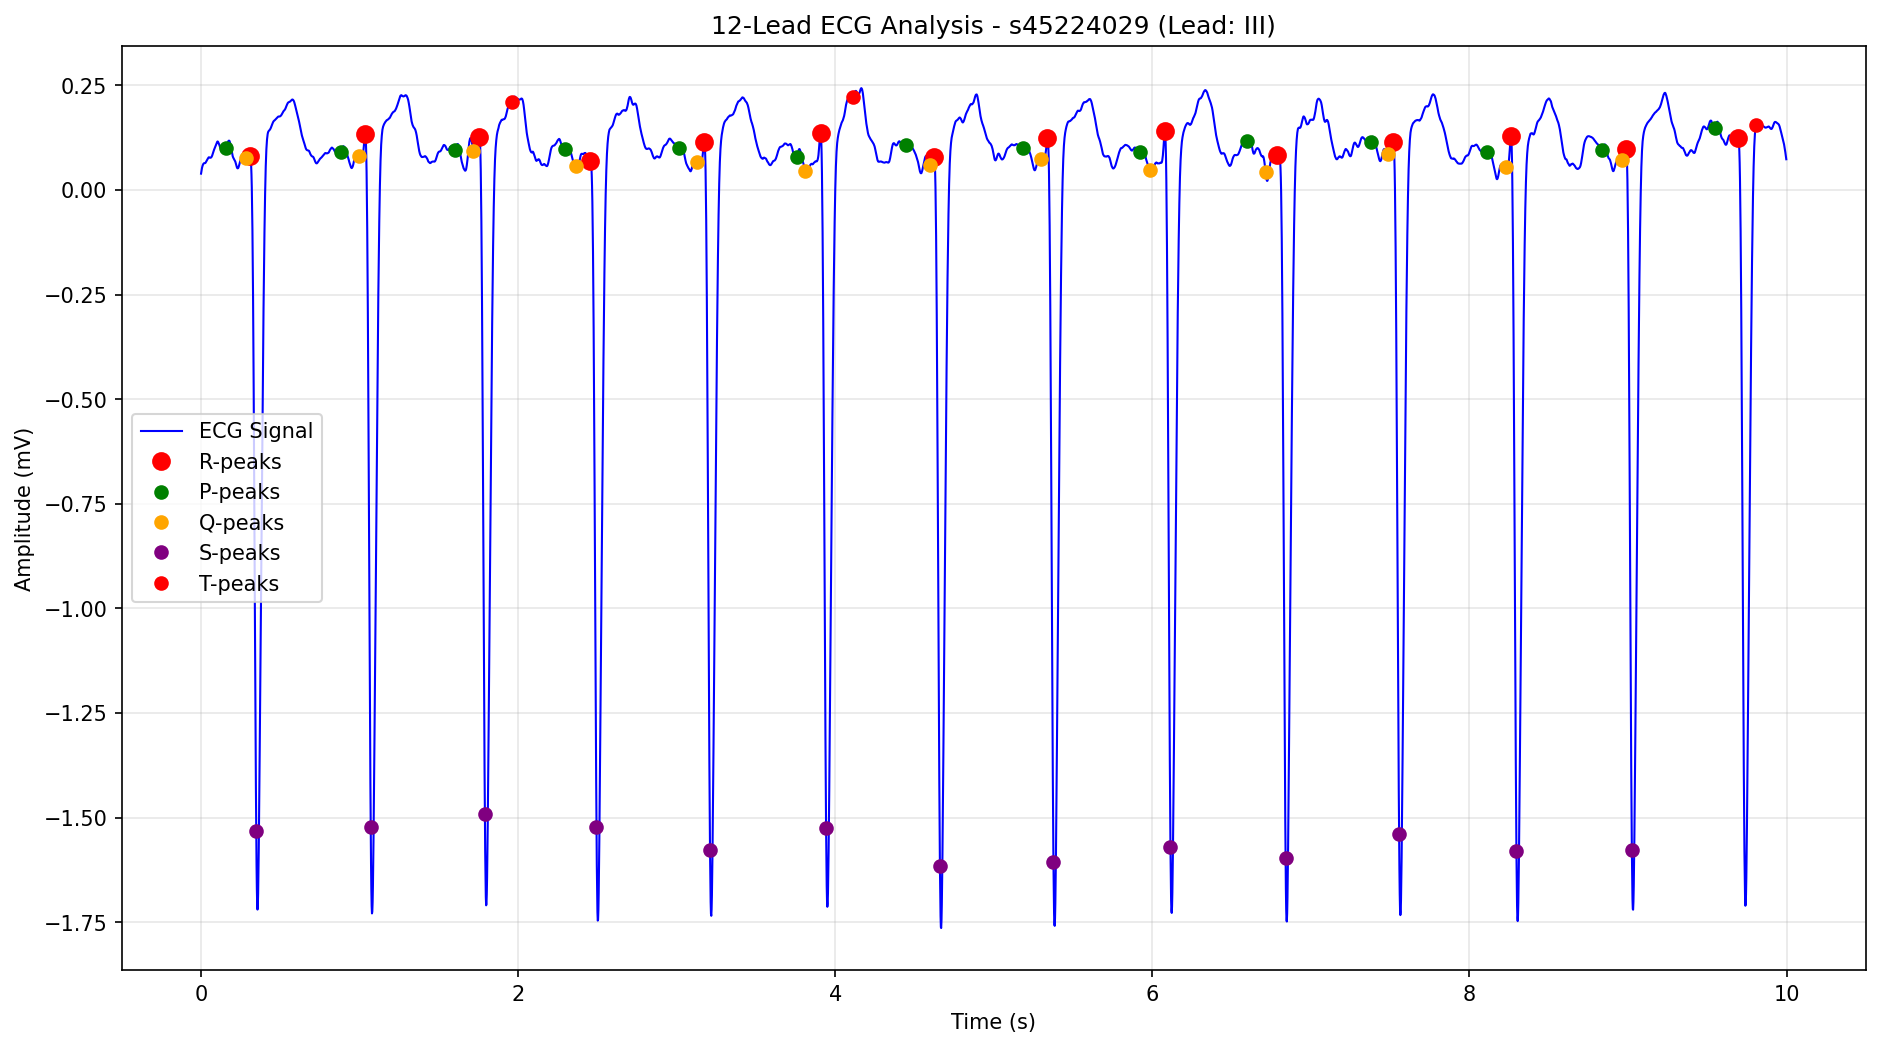 12-Lead ECG Analysis - s45224029 (Lead: III)
Amplitude (mV)
0.25
0.00
−0.25
−0.50
−0.75
−1.00
−1.25
−1.50
−1.75
ECG Signal
R-peaks
P-peaks
Q-peaks
S-peaks
T-peaks
0 2 4 6 8 10
Time (s)